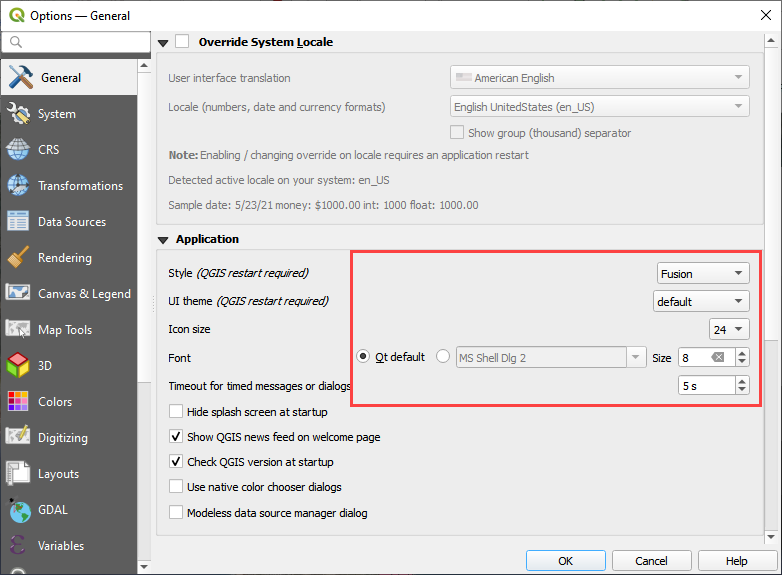 Options — General
Override System Locale
User interface translation
American English
Locale (numbers, date and currency formats)
English UnitedStates (en_US)
Show group (thousand) separator
Note: Enabling / changing override on locale requires an application restart
Detected active locale on your system: en_US
Sample date: 5/23/21 money: $1000.00 int: 1000 float: 1000.00
General
System
CRS
Transformations
Data Sources
Rendering
Canvas & Legend
Map Tools
3D
Colors
Digitizing
Layouts
GDAL
Variables
Application
Style (QGIS restart required)
Fusion
UI theme (QGIS restart required)
default
Icon size
24
Font
Qt default
MS Shell Dlg 2
Size
8
Timeout for timed messages or dialogs
5 s
Hide splash screen at startup
Show QGIS news feed on welcome page
Check QGIS version at startup
Use native color chooser dialogs
Modeless data source manager dialog
OK
Cancel
Help